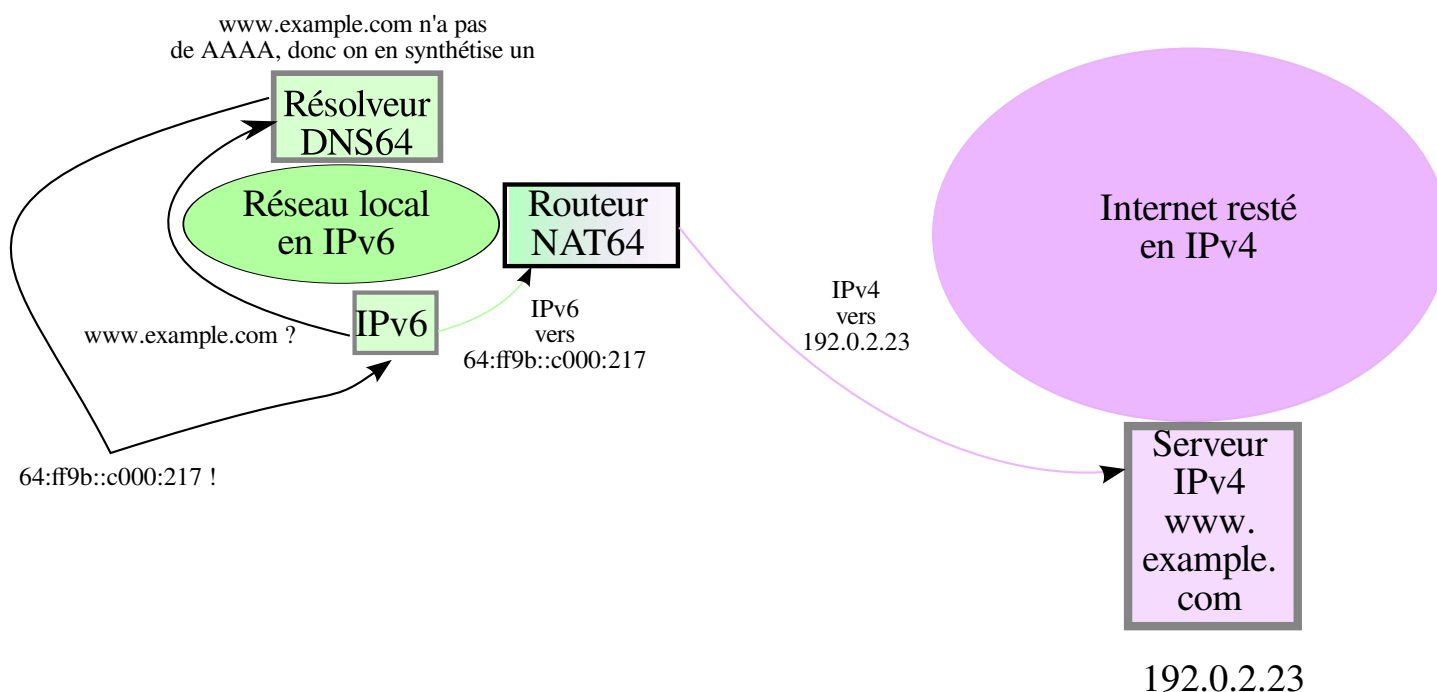 www.example.com n'a pas
de AAAA, donc on en synthétise un
Résolveur
DNS64
Réseau local
en IPv6
Routeur
NAT64
Internet resté
en IPv4
IPv6
www.example.com ?
IPv6
vers
64:ff9b::c000:217
IPv4
vers
192.0.2.23
64:ff9b::c000:217 !
Serveur
IPv4
www.
example.
com
192.0.2.23